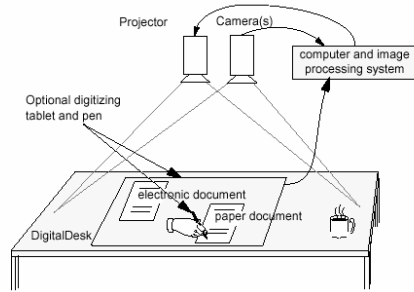 Projector
Camera(s)
computer and image
processing system
Optional digitizing
tablet and pen
electronic document
paper document
DigitalDesk